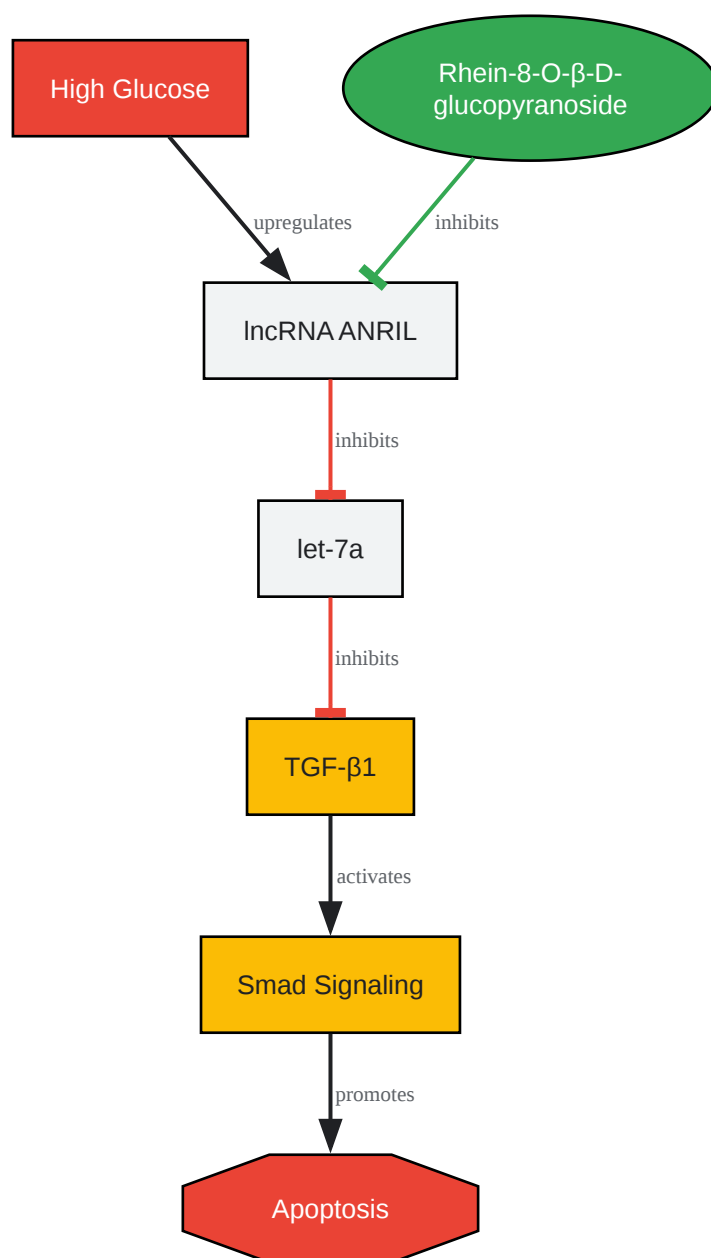 High Glucose
Rhein-8-O-β-D-
glucopyranoside
upregulates
inhibits
lncRNA ANRIL
inhibits
let-7a
inhibits
TGF-β1
activates
Smad Signaling
promotes
Apoptosis